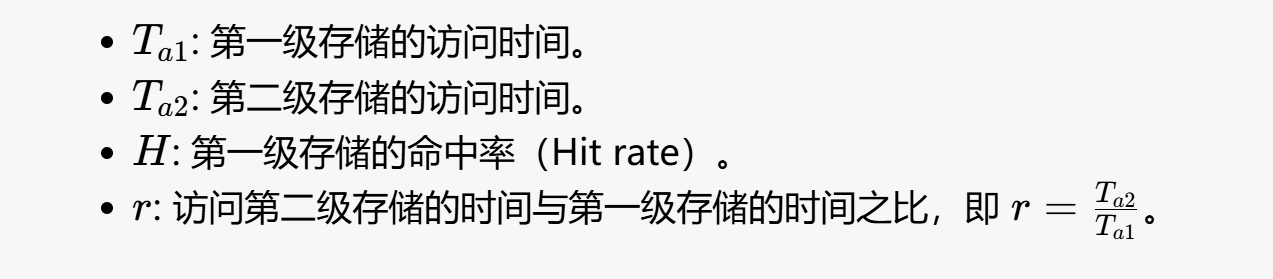 • $T_{a1}$: 第一级存储的访问时间。
• $T_{a2}$: 第二级存储的访问时间。
• $H$: 第一级存储的命中率（Hit rate）。
• $r$: 访问第二级存储的时间与第一级存储的时间之比，即 $r = \frac{T_{a2}}{T_{a1}}$。